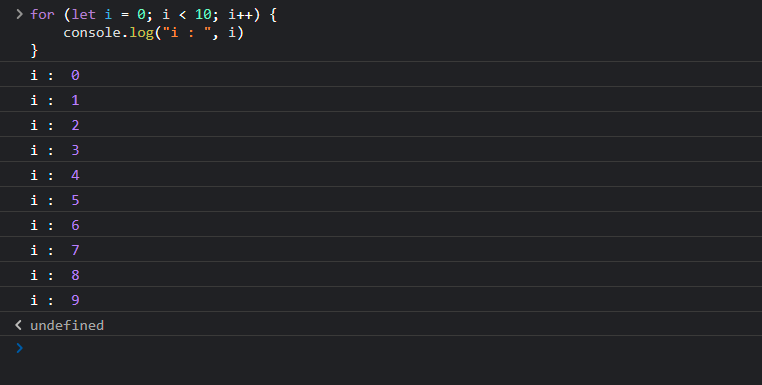 > for (let i = 0; i < 10; i++) {
    console.log("i : ", i)
}
i :  0
i :  1
i :  2
i :  3
i :  4
i :  5
i :  6
i :  7
i :  8
i :  9
< undefined
>